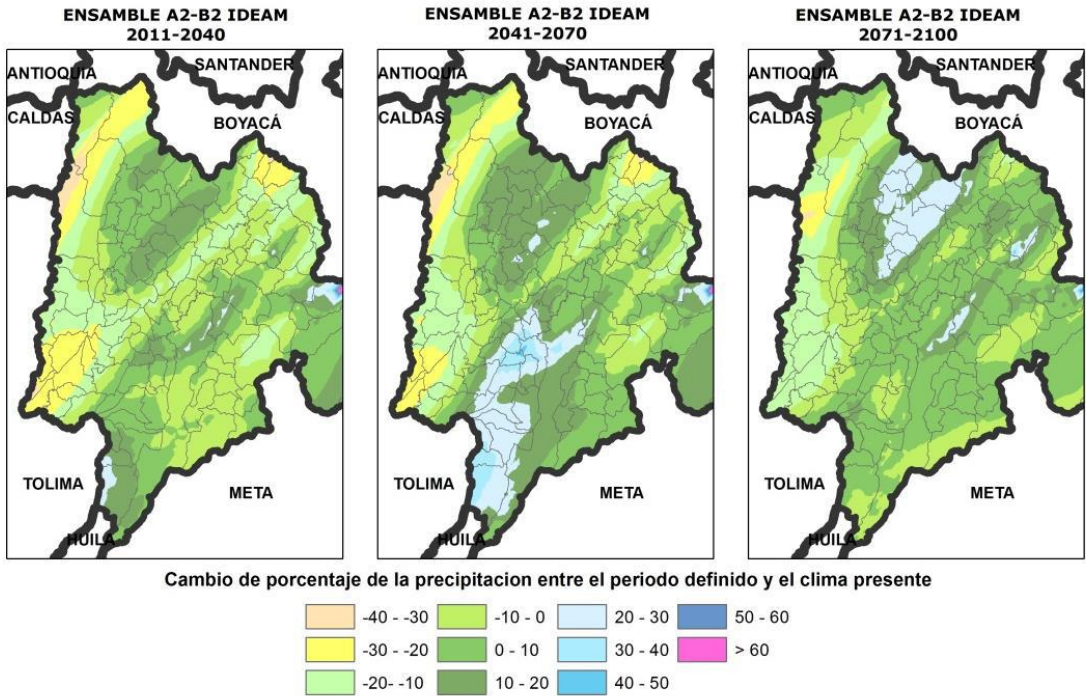 ENSAMBLE A2-B2 IDEAM
2011-2040
ENSAMBLE A2-B2 IDEAM
2041-2070
ENSAMBLE A2-B2 IDEAM
2071-2100
ANTIOQUIA
SANTANDER
CALDAS
BOYACÁ
TOLIMA
META
HUILA
ANTIOQUIA
SANTANDER
CALDAS
BOYACÁ
TOLIMA
META
HUILA
ANTIOQUIA
SANTANDER
CALDAS
BOYACÁ
TOLIMA
META
HUILA
Cambio de porcentaje de la precipitacion entre el periodo definido y el clima presente
-40 - -30
-10 - 0
20 - 30
50 - 60
-30 - -20
0 - 10
30 - 40
> 60
-20- -10
10 - 20
40 - 50